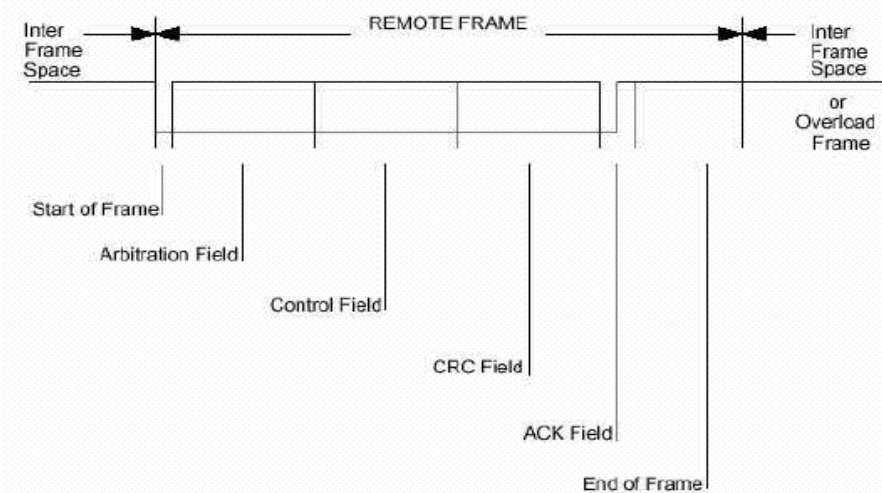 Inter
Frame
Space
REMOTE FRAME
Inter
Frame
Space
or
Overload
Frame
Start of Frame
Arbitration Field
Control Field
CRC Field
ACK Field
End of Frame